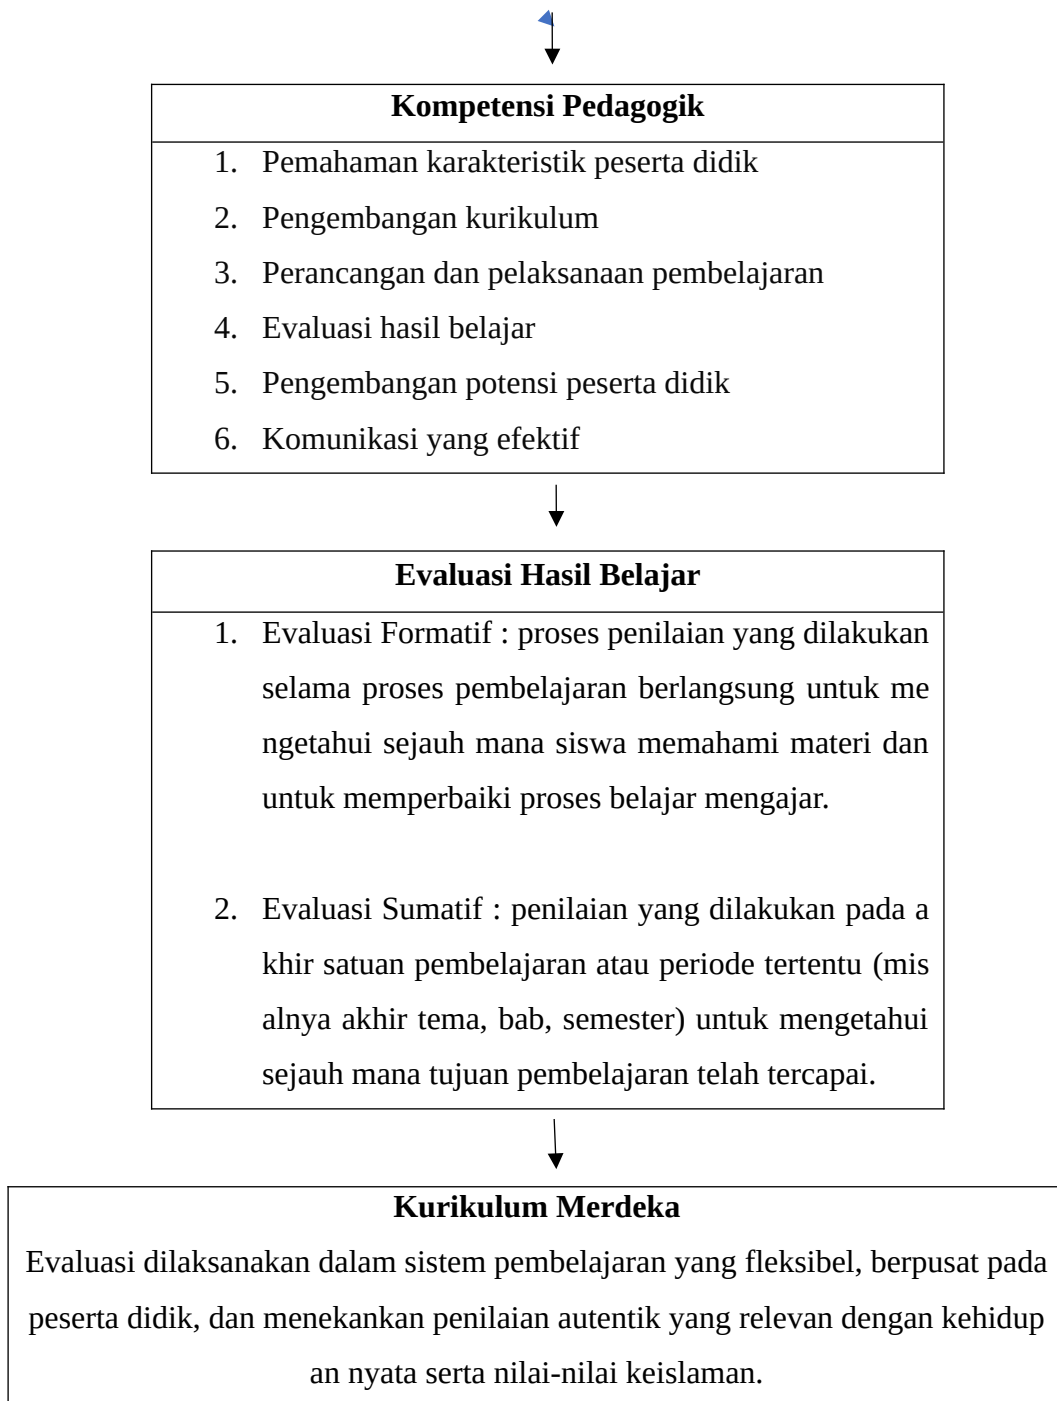 Kompetensi Pedagogik
1. Pemahaman karakteristik peserta didik
2. Pengembangan kurikulum
3. Perancangan dan pelaksanaan pembelajaran
4. Evaluasi hasil belajar
5. Pengembangan potensi peserta didik
6. Komunikasi yang efektif
Evaluasi Hasil Belajar
1. Evaluasi Formatif : proses penilaian yang dilakukan
selama proses pembelajaran berlangsung untuk me
ngetahui sejauh mana siswa memahami materi dan
untuk memperbaiki proses belajar mengajar.
2. Evaluasi Sumatif : penilaian yang dilakukan pada a
khir satuan pembelajaran atau periode tertentu (mis
alnya akhir tema, bab, semester) untuk mengetahui
sejauh mana tujuan pembelajaran telah tercapai.
Kurikulum Merdeka
Evaluasi dilaksanakan dalam sistem pembelajaran yang fleksibel, berpusat pada
peserta didik, dan menekankan penilaian autentik yang relevan dengan kehidup
an nyata serta nilai-nilai keislaman.